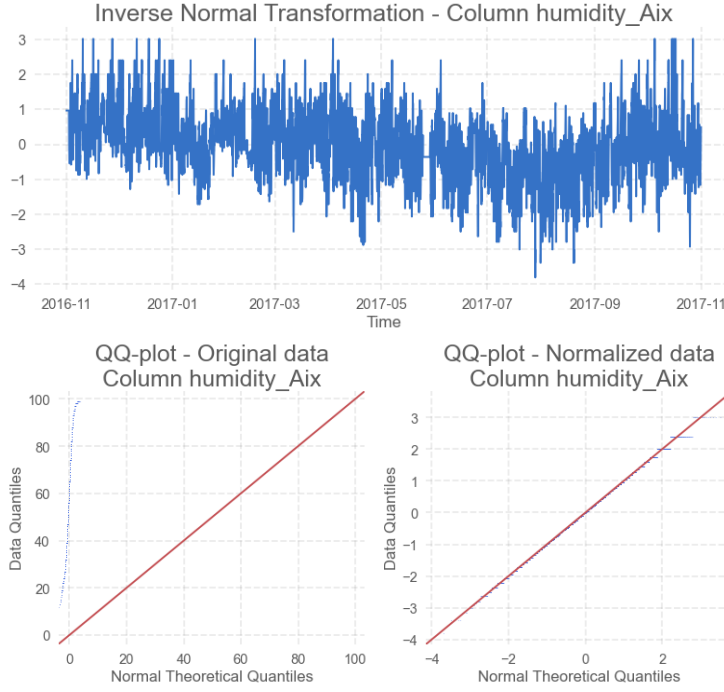 Inverse Normal Transformation - Column humidity_Aix
3
2
1
0
−1
−2
−3
−4
2016-11 2017-01 2017-03 2017-05 2017-07 2017-09 2017-11
Time
QQ-plot - Original data
Column humidity_Aix
100
80
60
40
20
0
Data Quantiles
0 20 40 60 80 100
Normal Theoretical Quantiles
QQ-plot - Normalized data
Column humidity_Aix
3
2
1
0
−1
−2
−3
−4
Data Quantiles
−4 −2 0 2
Normal Theoretical Quantiles